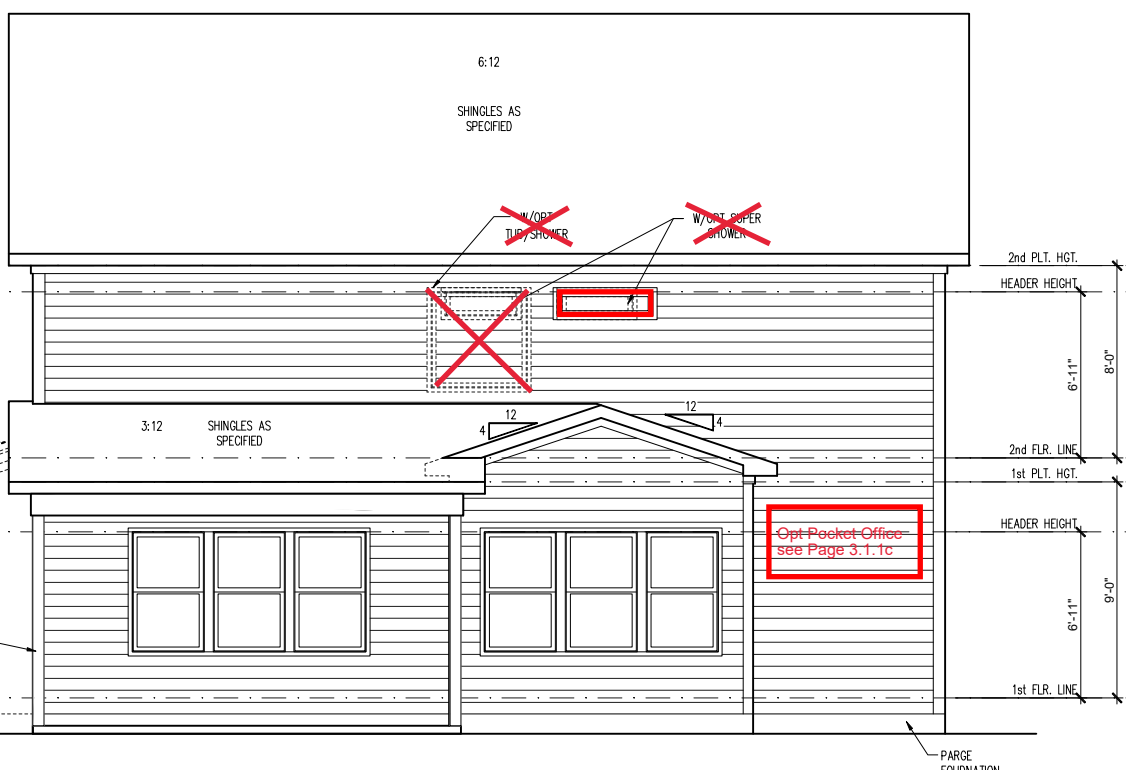 6:12
SHINGLES AS
SPECIFIED
W/OPT
TUB/SHOWER
W/OPT SUPER
SHOWER
2nd PLT. HGT.
HEADER HEIGHT
6'-11"
8'-0"
3:12
SHINGLES AS
SPECIFIED
12
4
12
4
2nd FLR. LINE
1st PLT. HGT.
HEADER HEIGHT
Opt Pocket Office
see Page 3.1.1c
6'-11"
9'-0"
1st FLR. LINE
PARGE
FOUNDATION